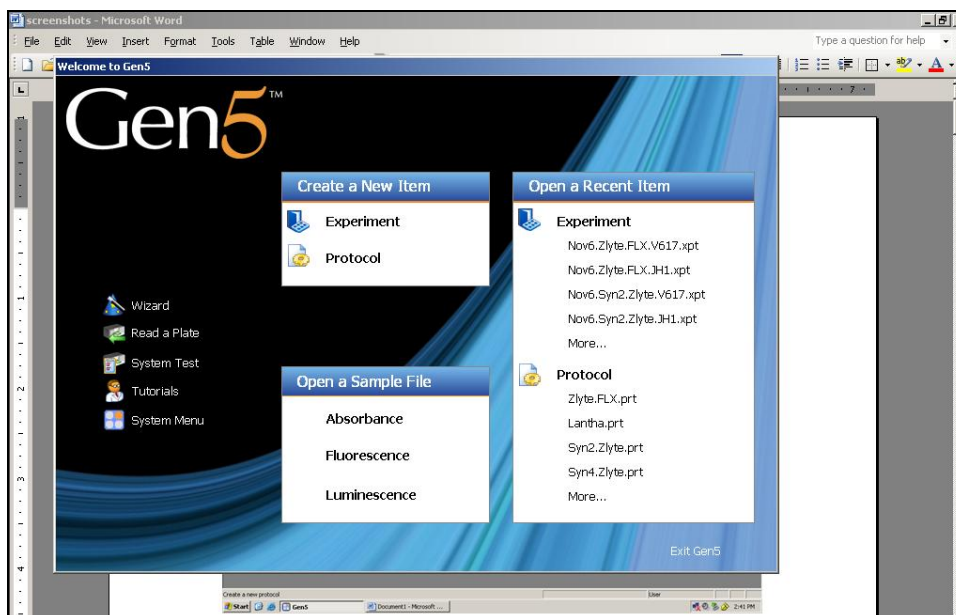 screenshots - Microsoft Word
File Edit View Insert Format Tools Table Window Help
Type a question for help
Welcome to Gen5
Gen5™
Create a New Item
Experiment
Protocol
Wizard
Read a Plate
System Test
Tutorials
System Menu
Open a Sample File
Absorbance
Fluorescence
Luminescence
Open a Recent Item
Experiment
Nov6.Zlyte.FLX.V617.xpt
Nov6.Zlyte.FLX.JH1.xpt
Nov6.Syn2.Zlyte.V617.xpt
Nov6.Syn2.Zlyte.JH1.xpt
More...
Protocol
Zlyte.FLX.prt
Lantha.prt
Syn2.Zlyte.prt
Syn4.Zlyte.prt
More...
Exit Gen5
Create a new protocol
User
Start Gen5 Document1 - Microsoft ... 2:41 PM